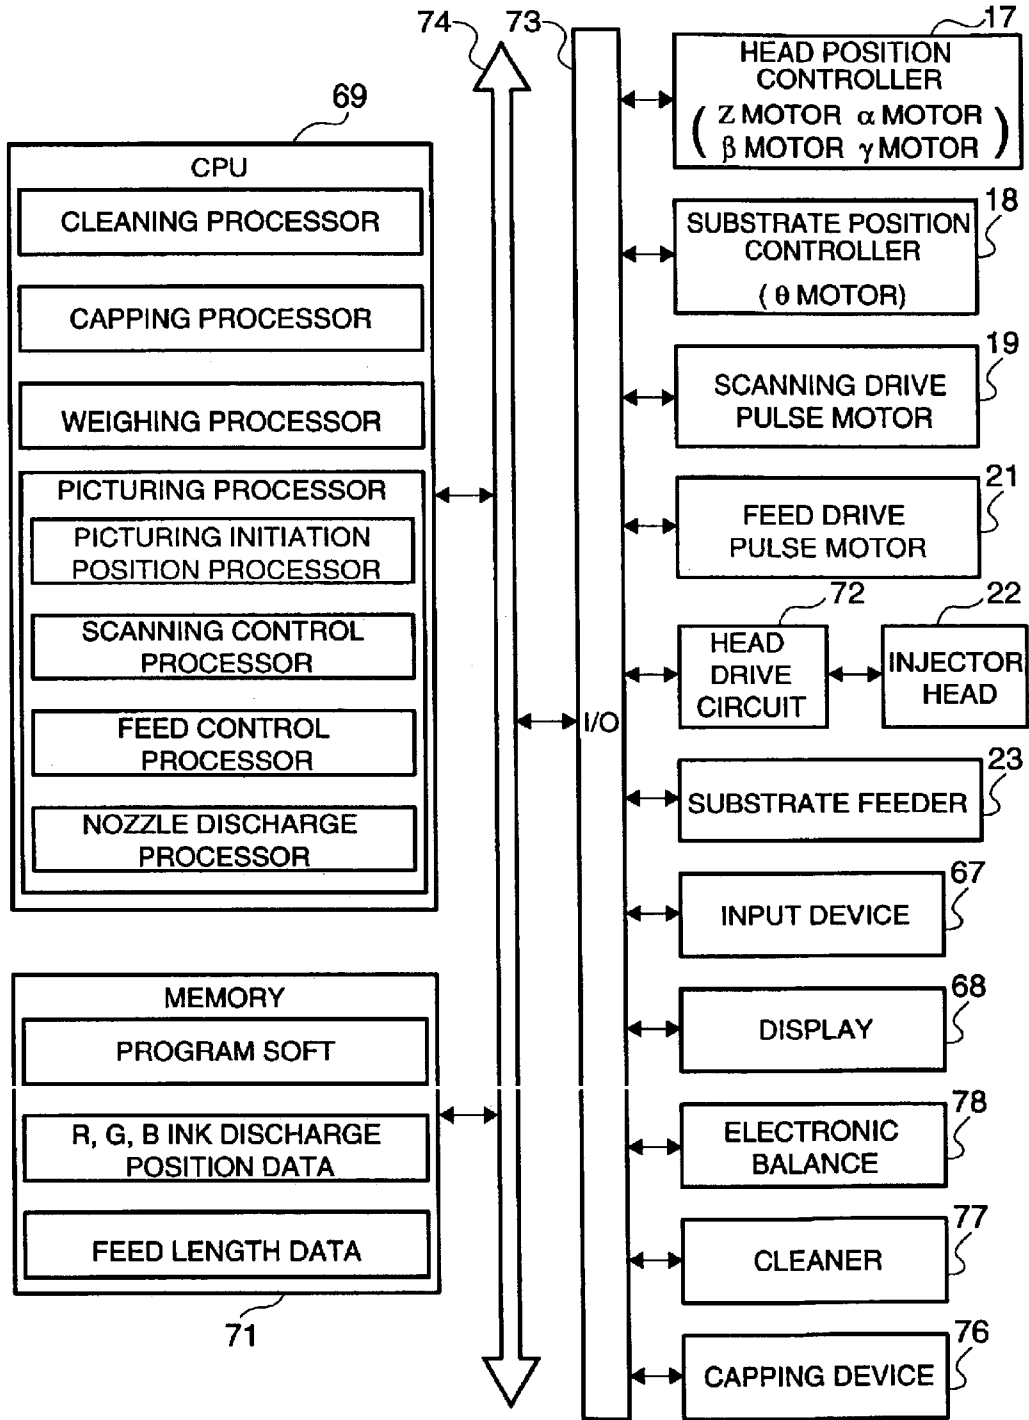 74
73
17
HEAD POSITION
CONTROLLER
( Z MOTOR α MOTOR
β MOTOR γ MOTOR )
69
CPU
CLEANING PROCESSOR
CAPPING PROCESSOR
WEIGHING PROCESSOR
PICTURING PROCESSOR
PICTURING INITIATION
POSITION PROCESSOR
SCANNING CONTROL
PROCESSOR
FEED CONTROL
PROCESSOR
NOZZLE DISCHARGE
PROCESSOR
MEMORY
PROGRAM SOFT
R, G, B INK DISCHARGE
POSITION DATA
FEED LENGTH DATA
71
I/O
18
SUBSTRATE POSITION
CONTROLLER
( θ MOTOR)
19
SCANNING DRIVE
PULSE MOTOR
21
FEED DRIVE
PULSE MOTOR
72
HEAD
DRIVE
CIRCUIT
22
INJECTOR
HEAD
23
SUBSTRATE FEEDER
67
INPUT DEVICE
68
DISPLAY
78
ELECTRONIC
BALANCE
77
CLEANER
76
CAPPING DEVICE